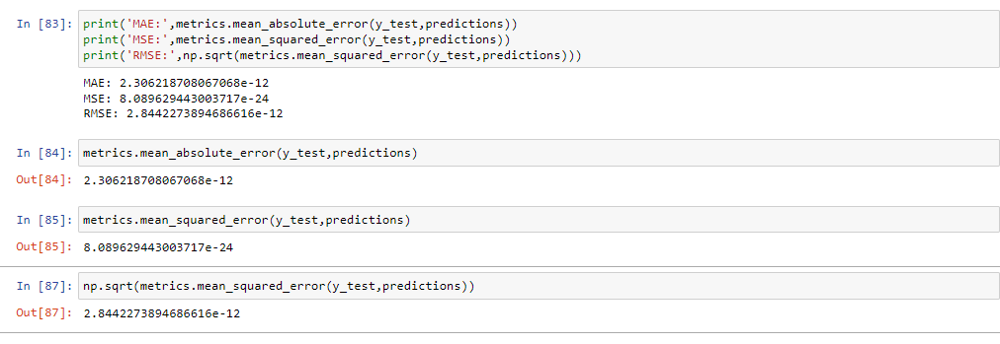 In [83]: print('MAE:',metrics.mean_absolute_error(y_test,predictions))
print('MSE:',metrics.mean_squared_error(y_test,predictions))
print('RMSE:',np.sqrt(metrics.mean_squared_error(y_test,predictions)))
MAE: 2.306218708067068e-12
MSE: 8.089629443003717e-24
RMSE: 2.8442273894686616e-12
In [84]: metrics.mean_absolute_error(y_test,predictions)
Out[84]: 2.306218708067068e-12
In [85]: metrics.mean_squared_error(y_test,predictions)
Out[85]: 8.089629443003717e-24
In [87]: np.sqrt(metrics.mean_squared_error(y_test,predictions))
Out[87]: 2.8442273894686616e-12